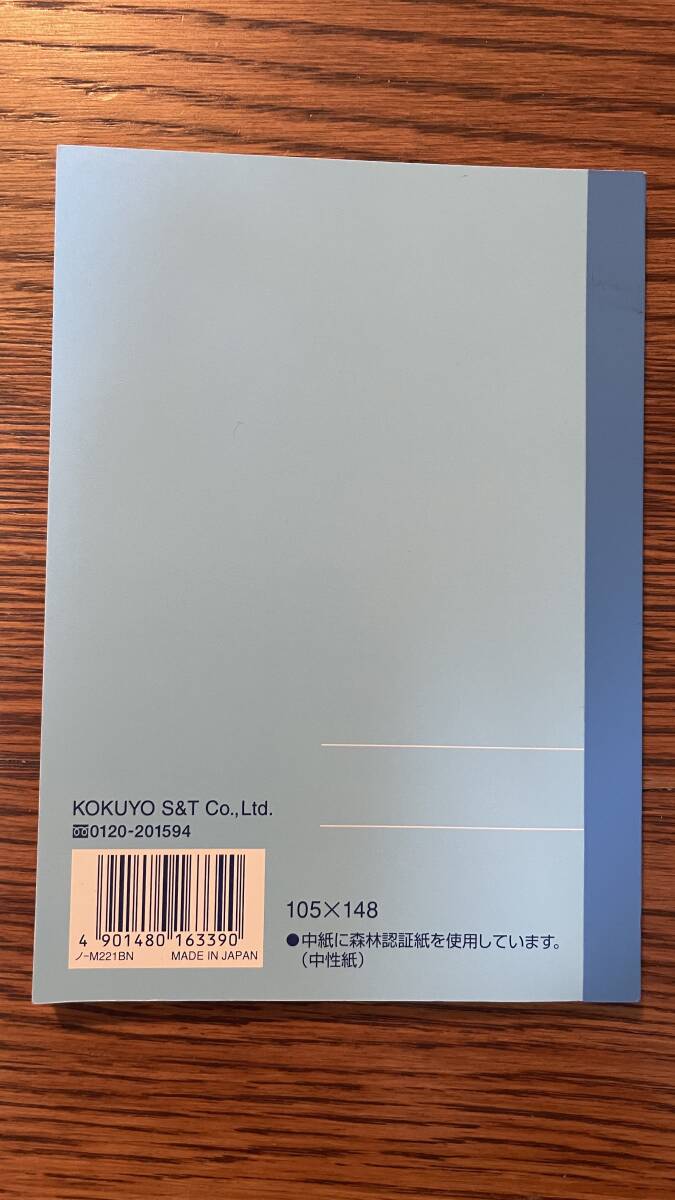 KOKUYO S&T Co.,Ltd.
0120-201594
4 901480 163390
ノ-M221BN MADE IN JAPAN
105×148
●中紙に森林認証紙を使用しています。
(中性紙)